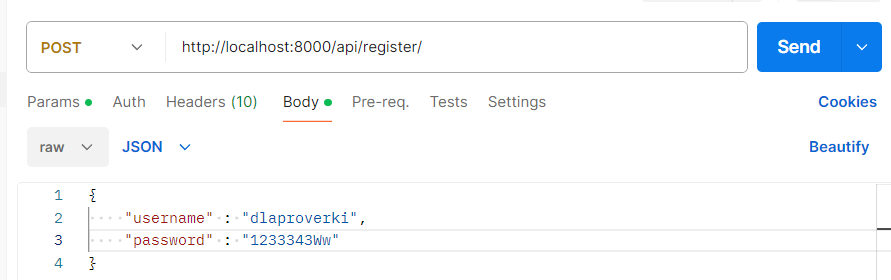 POST http://localhost:8000/api/register/ Send
Params Auth Headers (10) Body Pre-req. Tests Settings Cookies
raw JSON Beautify
1 {
2 "username" : "dlaproverki",
3 "password" : "1233343Ww"
4 }